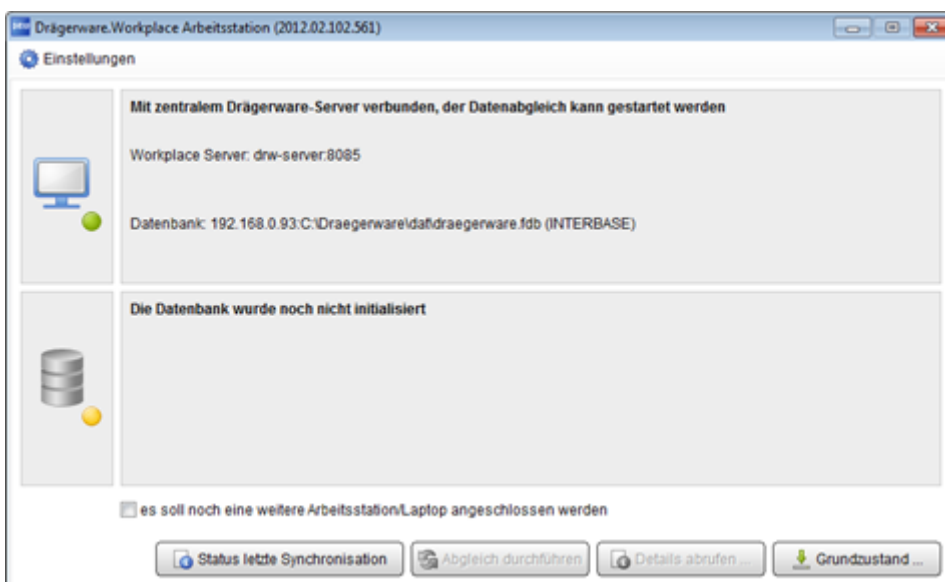 Drägerware.Workplace Arbeitsstation (2012.02.102.561)
Einstellungen
Mit zentralem Drägerware-Server verbunden, der Datenabgleich kann gestartet werden
Workplace Server: drw-server:8085
Datenbank: 192.168.0.93:C:\Draegerware\dat\draegerware.fdb (INTERBASE)
Die Datenbank wurde noch nicht initialisiert
es soll noch eine weitere Arbeitsstation/Laptop angeschlossen werden
Status letzte Synchronisation
Abgleich durchführen
Details abrufen ...
Grundzustand ...